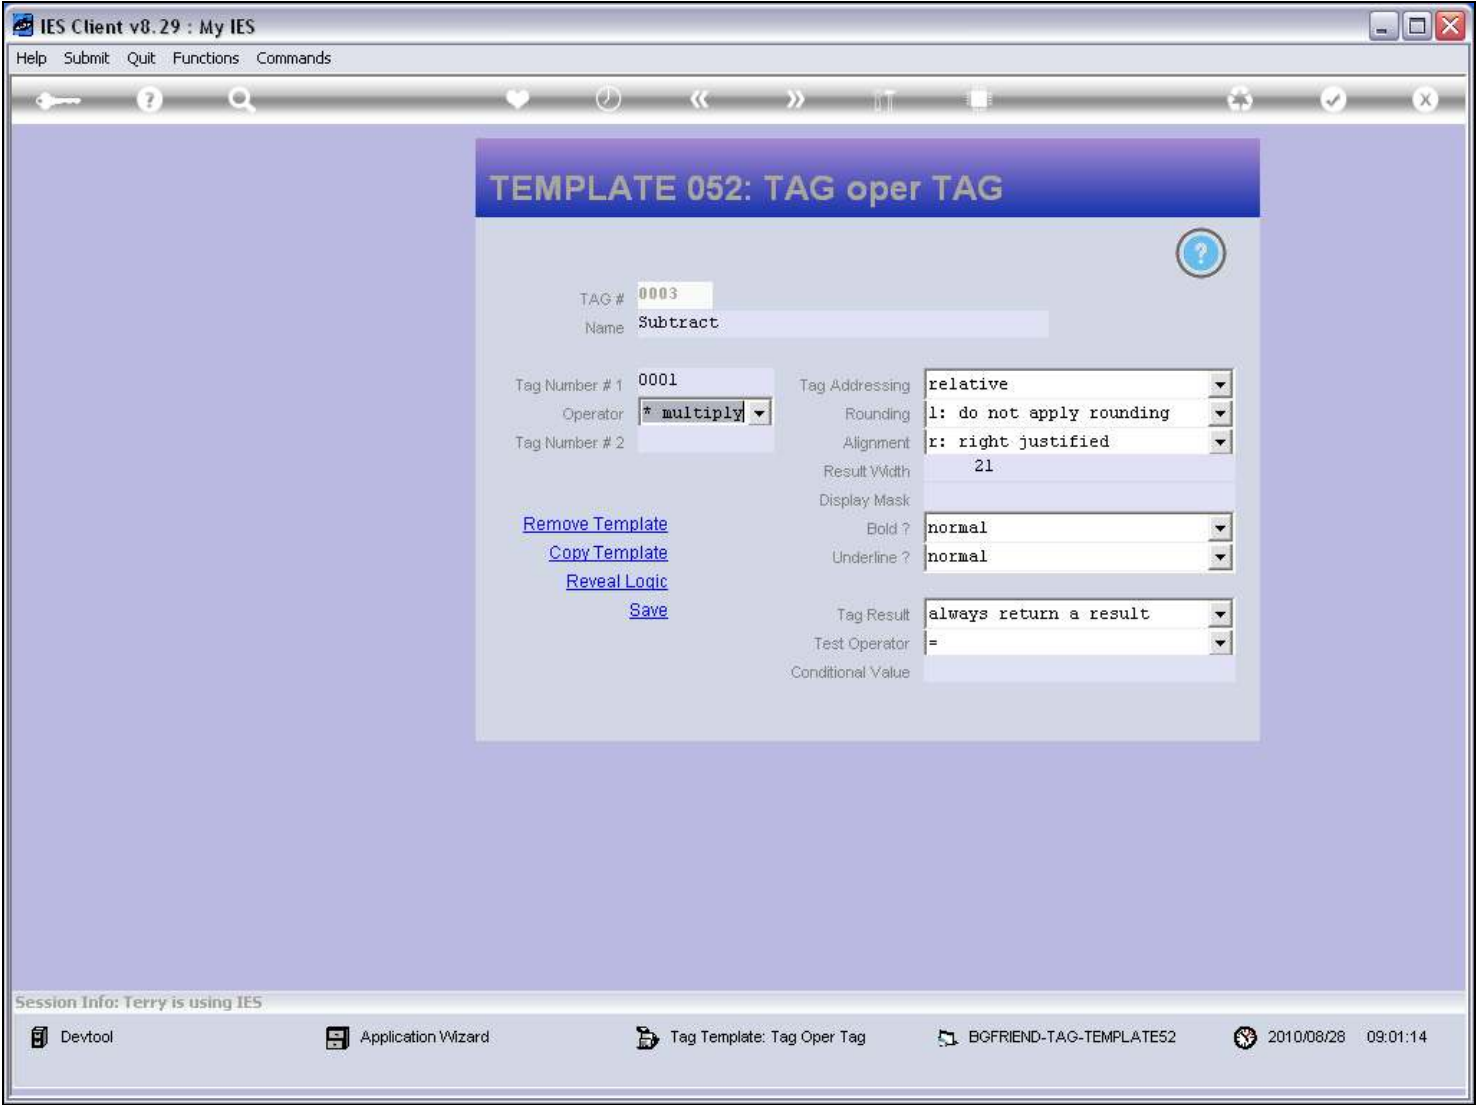 IES Client v8.29 : My IES
Help Submit Quit Functions Commands
TEMPLATE 052: TAG oper TAG
TAG # 0003
Name Subtract
Tag Number # 1 0001
Operator * multiply
Tag Number # 2
Tag Addressing relative
Rounding 1: do not apply rounding
Alignment r: right justified
Result Width 21
Display Mask
Bold ? normal
Underline ? normal
Remove Template
Copy Template
Reveal Logic
Save
Tag Result always return a result
Test Operator =
Conditional Value
Session Info: Terry is using IES
Devtool Application Wizard Tag Template: Tag Oper Tag BGFRIEND-TAG-TEMPLATE52 2010/08/28 09:01:14